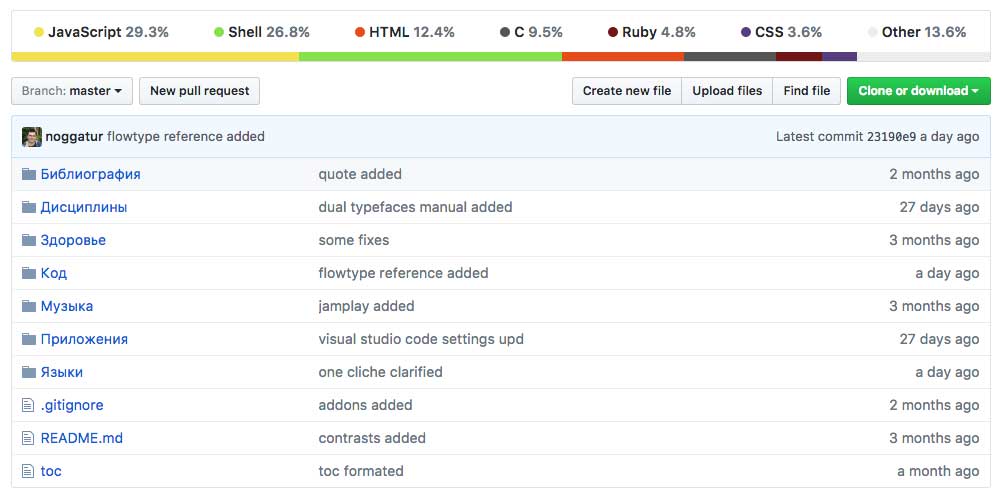 JavaScript 29.3% Shell 26.8% HTML 12.4% C 9.5% Ruby 4.8% CSS 3.6% Other 13.6%
Branch: master New pull request Create new file Upload files Find file Clone or download
noggatur flowtype reference added Latest commit 23190e9 a day ago
Библиография quote added 2 months ago
Дисциплины dual typefaces manual added 27 days ago
Здоровье some fixes 3 months ago
Код flowtype reference added a day ago
Музыка jamplay added 3 months ago
Приложения visual studio code settings upd 27 days ago
Языки one cliche clarified a day ago
.gitignore addons added 2 months ago
README.md contrasts added 3 months ago
toc toc formated a month ago